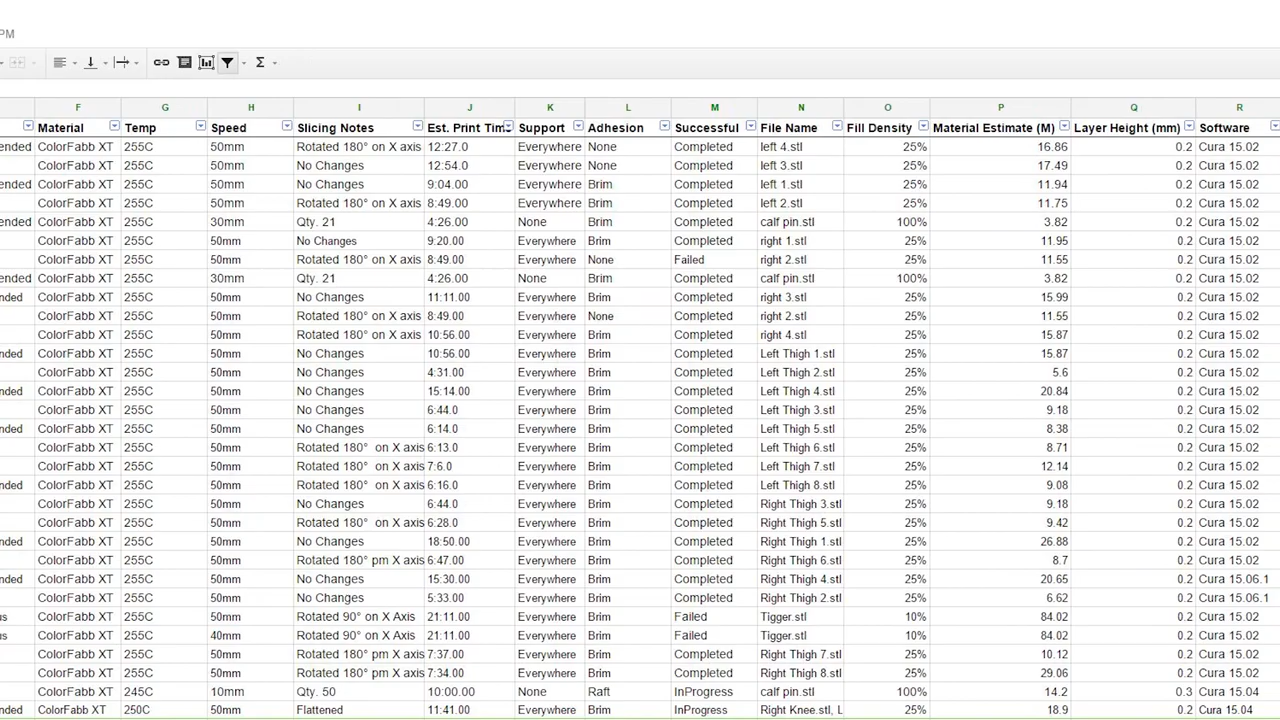 PM
Σ
F G H I J K L M N O P Q R
Material Temp Speed Slicing Notes Est. Print Tim Support Adhesion Successful File Name Fill Density Material Estimate (M) Layer Height (mm) Software
ended ColorFabb XT 255C 50mm Rotated 180° on X axis 12:27.0 Everywhere None Completed left 4.stl 25% 16.86 0.2 Cura 15.02
ColorFabb XT 255C 50mm No Changes 12:54.0 Everywhere None Completed left 3.stl 25% 17.49 0.2 Cura 15.02
ended ColorFabb XT 255C 50mm No Changes 9:04.00 Everywhere Brim Completed left 1.stl 25% 11.94 0.2 Cura 15.02
ColorFabb XT 255C 50mm Rotated 180° on X axis 8:49.00 Everywhere Brim Completed left 2.stl 25% 11.75 0.2 Cura 15.02
ended ColorFabb XT 255C 30mm Qty. 21 4:26.00 None Brim Completed calf pin.stl 100% 3.82 0.2 Cura 15.02
ColorFabb XT 255C 50mm No Changes 9:20.00 Everywhere Brim Completed right 1.stl 25% 11.95 0.2 Cura 15.02
ColorFabb XT 255C 50mm Rotated 180° on X axis 8:49.00 Everywhere None Failed right 2.stl 25% 11.55 0.2 Cura 15.02
ended ColorFabb XT 255C 30mm Qty. 21 4:26.00 None Brim Completed calf pin.stl 100% 3.82 0.2 Cura 15.02
nded ColorFabb XT 255C 50mm No Changes 11:11.00 Everywhere Brim Completed right 3.stl 25% 15.99 0.2 Cura 15.02
ColorFabb XT 255C 50mm Rotated 180° on X axis 8:49.00 Everywhere None Completed right 2.stl 25% 11.55 0.2 Cura 15.02
ColorFabb XT 255C 50mm Rotated 180° on X axis 10:56.00 Everywhere Brim Completed right 4.stl 25% 15.87 0.2 Cura 15.02
nded ColorFabb XT 255C 50mm No Changes 10:56.00 Everywhere Brim Completed Left Thigh 1.stl 25% 15.87 0.2 Cura 15.02
ColorFabb XT 255C 50mm No Changes 4:31.00 Everywhere Brim Completed Left Thigh 2.stl 25% 5.6 0.2 Cura 15.02
nded ColorFabb XT 255C 50mm No Changes 15:14.00 Everywhere Brim Completed Left Thigh 4.stl 25% 20.84 0.2 Cura 15.02
ColorFabb XT 255C 50mm No Changes 6:44.0 Everywhere Brim Completed Left Thigh 3.stl 25% 9.18 0.2 Cura 15.02
nded ColorFabb XT 255C 50mm No Changes 6:14.0 Everywhere Brim Completed Left Thigh 5.stl 25% 8.38 0.2 Cura 15.02
ColorFabb XT 255C 50mm Rotated 180° on X axis 6:13.0 Everywhere Brim Completed Left Thigh 6.stl 25% 8.71 0.2 Cura 15.02
ColorFabb XT 255C 50mm Rotated 180° on X axis 7:6.0 Everywhere Brim Completed Left Thigh 7.stl 25% 12.14 0.2 Cura 15.02
nded ColorFabb XT 255C 50mm Rotated 180° on X axis 6:16.0 Everywhere Brim Completed Left Thigh 8.stl 25% 9.08 0.2 Cura 15.02
ColorFabb XT 255C 50mm No Changes 6:44.0 Everywhere Brim Completed Right Thigh 3.stl 25% 9.18 0.2 Cura 15.02
ColorFabb XT 255C 50mm Rotated 180° on X axis 6:28.0 Everywhere Brim Completed Right Thigh 5.stl 25% 9.42 0.2 Cura 15.02
nded ColorFabb XT 255C 50mm No Changes 18:50.00 Everywhere Brim Completed Right Thigh 1.stl 25% 26.88 0.2 Cura 15.02
ColorFabb XT 255C 50mm Rotated 180° pm X axis 6:47.00 Everywhere Brim Completed Right Thigh 6.stl 25% 8.7 0.2 Cura 15.02
nded ColorFabb XT 255C 50mm No Changes 15:30.00 Everywhere Brim Completed Right Thigh 4.stl 25% 20.65 0.2 Cura 15.06.1
ColorFabb XT 255C 50mm No Changes 5:33.00 Everywhere Brim Completed Right Thigh 2.stl 25% 6.62 0.2 Cura 15.06.1
us ColorFabb XT 255C 50mm Rotated 90° on X Axis 21:11.00 Everywhere Brim Failed Tigger.stl 10% 84.02 0.2 Cura 15.02
us ColorFabb XT 255C 40mm Rotated 90° on X Axis 21:11.00 Everywhere Brim Failed Tigger.stl 10% 84.02 0.2 Cura 15.02
ColorFabb XT 255C 50mm Rotated 180° pm X axis 7:37.00 Everywhere Brim Completed Right Thigh 7.stl 25% 10.12 0.2 Cura 15.02
ColorFabb XT 255C 50mm Rotated 180° pm X axis 7:34.00 Everywhere Brim Completed Right Thigh 8.stl 25% 29.06 0.2 Cura 15.02
ColorFabb XT 245C 10mm Qty. 50 10:00.00 None Raft InProgress calf pin.stl 100% 14.2 0.3 Cura 15.04
nded ColorFabb XT 250C 50mm Flattened 11:41.00 Everywhere Brim InProgress Right Knee.stl, L 25% 18.9 0.2 Cura 15.04